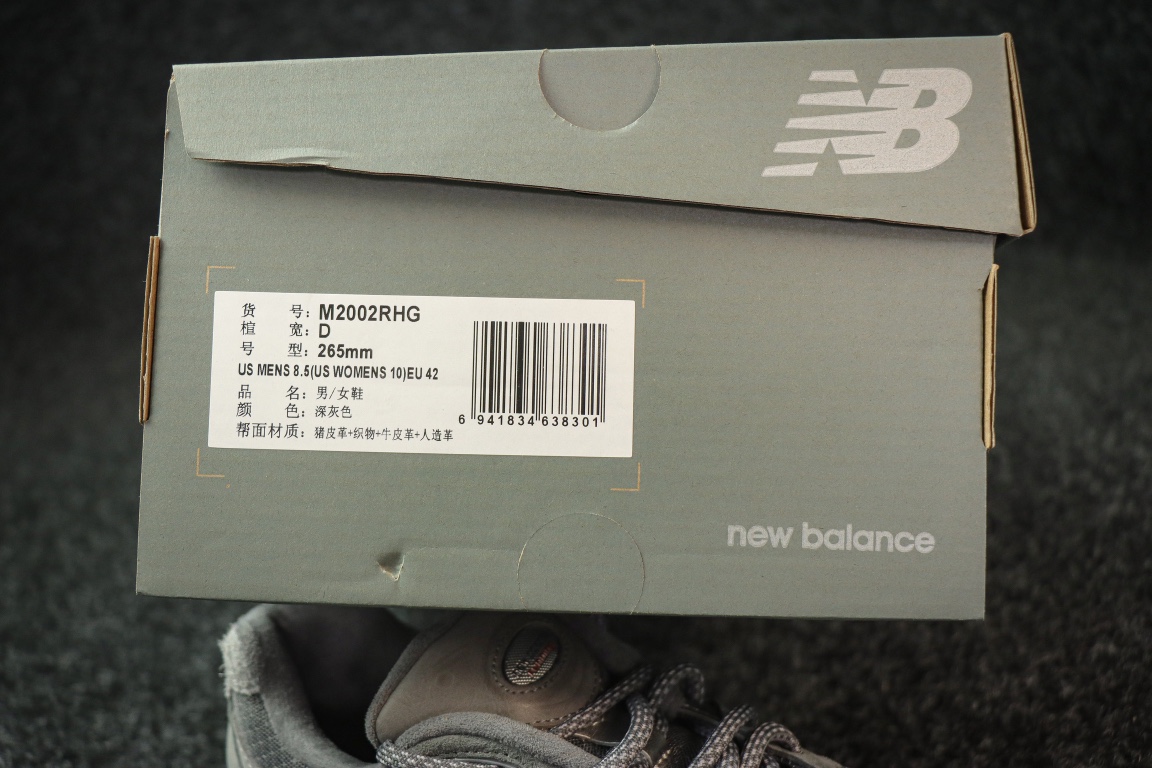 NB
货 号：M2002RHG
楦 宽：D
号 型：265mm
US MENS 8.5(US WOMENS 10)EU 42
品 名：男/女鞋
颜 色：深灰色
帮面材质：猪皮革+织物+牛皮革+人造革
6 941834 638301
new balance